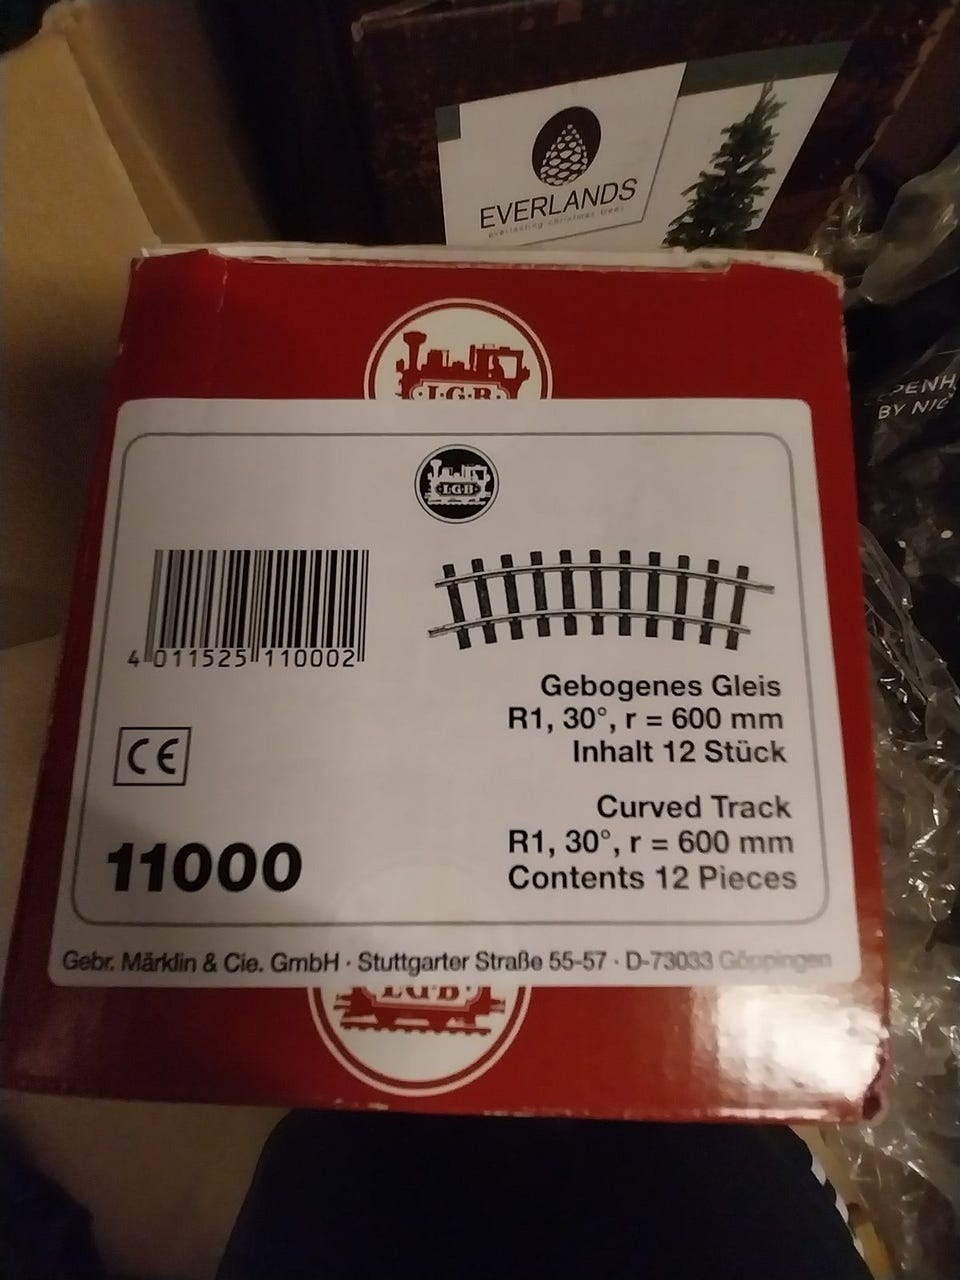 EVERLANDS
everlasting christmas trees
L.G.B
PENH
BY NIC
L.G.B
4 011525 110002
Gebogenes Gleis
R1, 30°, r = 600 mm
Inhalt 12 Stück
CE
Curved Track
R1, 30°, r = 600 mm
Contents 12 Pieces
11000
Gebr. Märklin & Cie. GmbH · Stuttgarter Straße 55-57 · D-73033 Göppingen
L.G.B